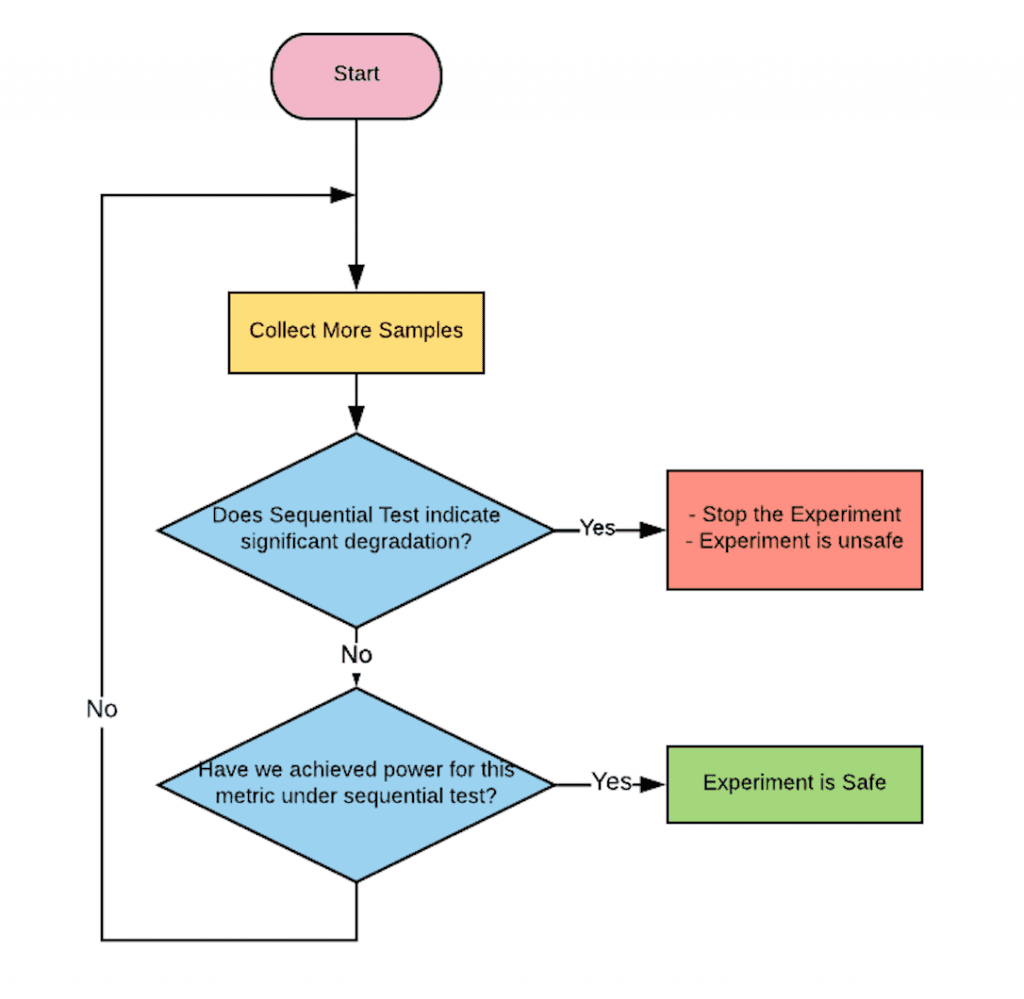 Start
Collect More Samples
Does Sequential Test indicate
significant degradation?
Yes
- Stop the Experiment
- Experiment is unsafe
No
No
Have we achieved power for this
metric under sequential test?
Yes
Experiment is Safe